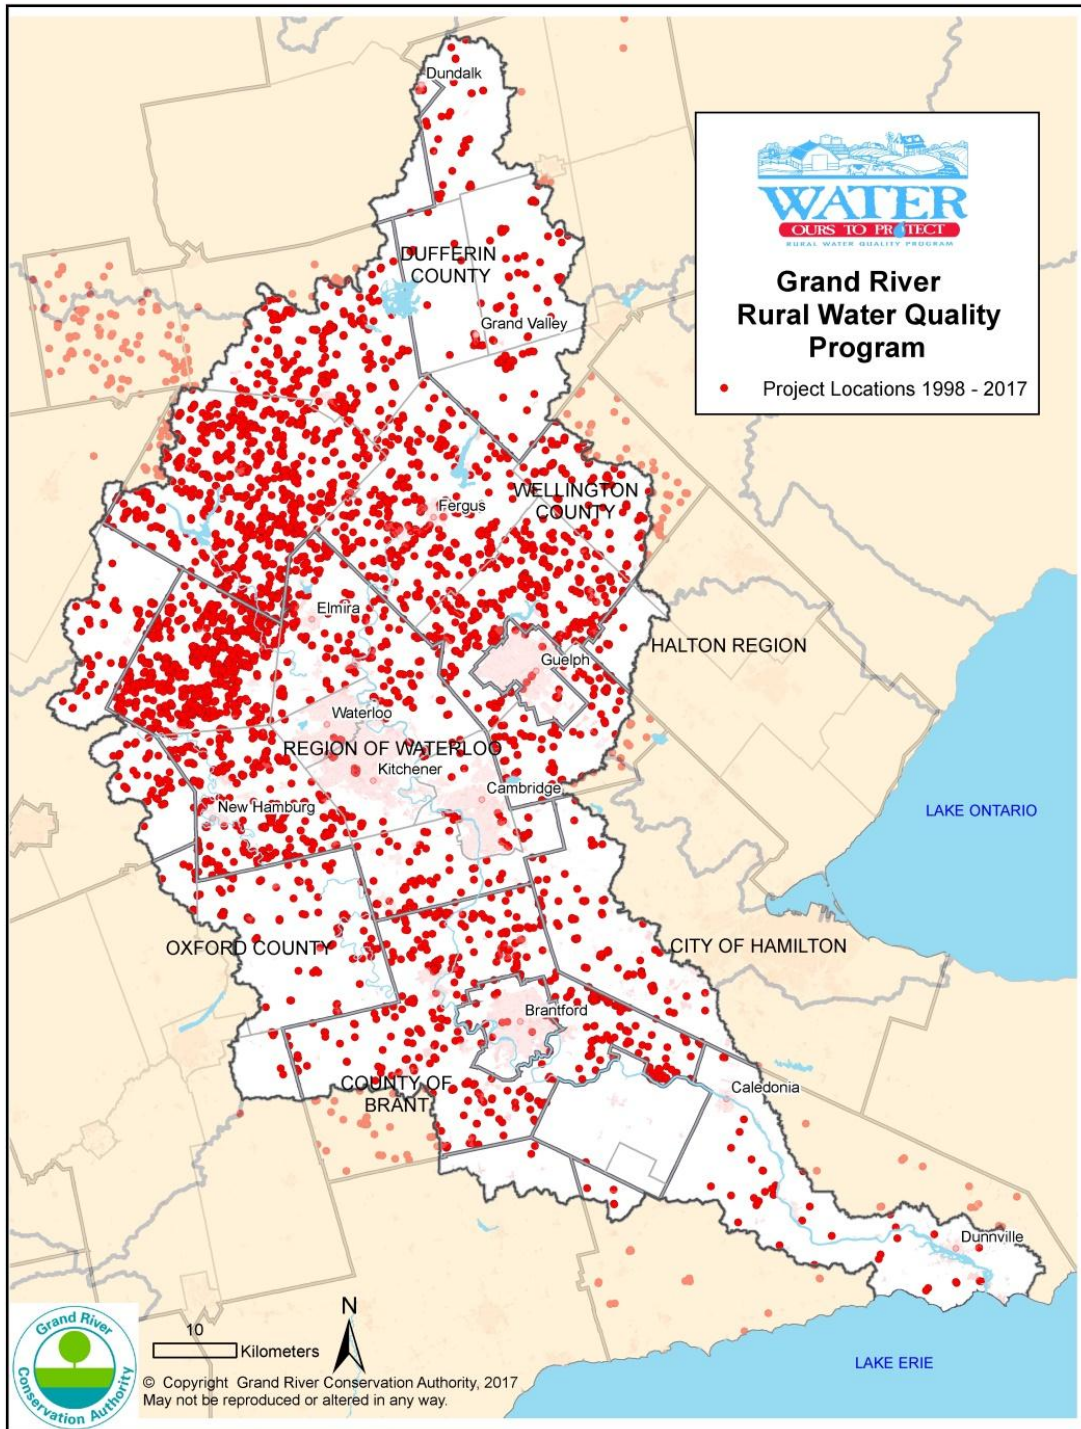 Dundalk
WATER
OURS TO PROTECT
RURAL WATER QUALITY PROGRAM
Grand River
Rural Water Quality
Program
Project Locations 1998 - 2017
DUFFERIN
COUNTY
Grand Valley
WELLINGTON
COUNTY
Fergus
Elmira
HALTON REGION
Guelph
Waterloo
REGION OF WATERLOO
Kitchener
Cambridge
New Hamburg
LAKE ONTARIO
OXFORD COUNTY
CITY OF HAMILTON
Brantford
COUNTY OF
BRANT
Caledonia
Dunnville
LAKE ERIE
Grand River
Conservation Authority
10
Kilometers
N
© Copyright Grand River Conservation Authority, 2017
May not be reproduced or altered in any way.